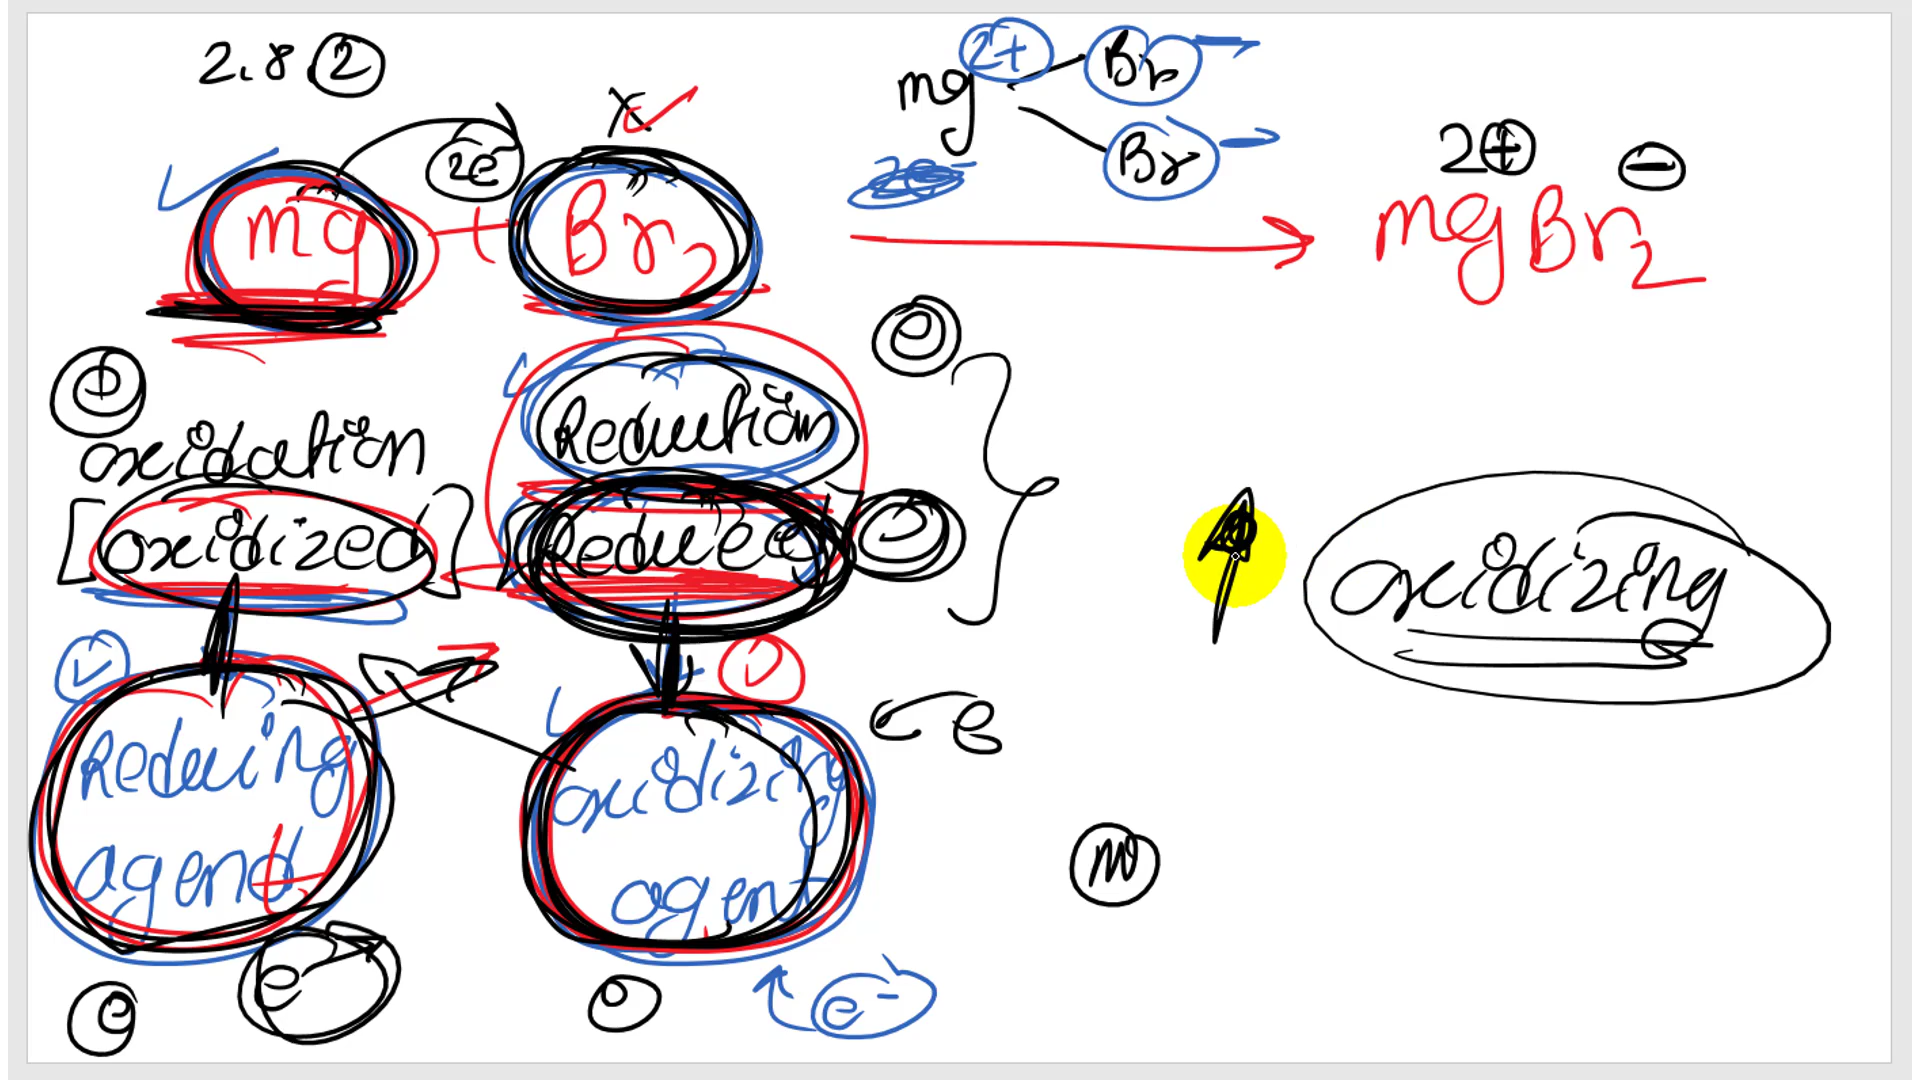 2.8.2
2e
x
mg 2+ Br -
Br -
2+ -
mg + Br2 → mgBr2
e
oxidation
Reduction
[oxidized]
[Reduced]
e
oxidizing
Reducing
agent
oxidizing
agent
e
e
e
e-